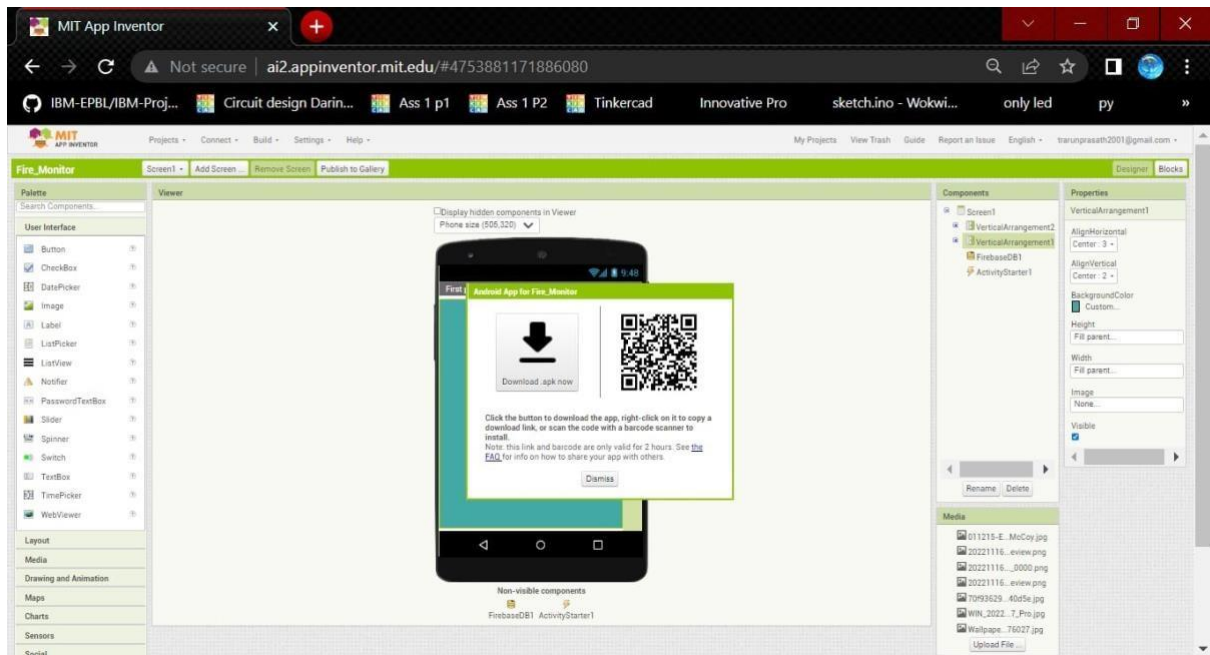 MIT App Inventor
Not secure | ai2.appinventor.mit.edu/#4753881171886080
IBM-EPBL/IBM-Proj... Circuit design Darin... Ass 1 p1 Ass 1 P2 Tinkercad Innovative Pro sketch.ino - Wokwi... only led py »
MIT
APP INVENTOR
Projects Connect Build Settings Help
My Projects View Trash Guide Report an Issue English trarunprasath2001@gmail.com
Fire_Monitor Screen1 Add Screen ... Remove Screen Publish to Gallery Designer Blocks
Palette
Search Components...
User Interface
Button
CheckBox
DatePicker
Image
Label
ListPicker
ListView
Notifier
PasswordTextBox
Slider
Spinner
Switch
TextBox
TimePicker
WebViewer
Layout
Media
Drawing and Animation
Maps
Charts
Sensors
Social
Viewer
Display hidden components in Viewer
Phone size (505,320)
9:48
First
Android App for Fire_Monitor
Download .apk now
Click the button to download the app, right-click on it to copy a
download link, or scan the code with a barcode scanner to
install.
Note: this link and barcode are only valid for 2 hours. See the
FAQ for info on how to share your app with others.
Dismiss
Non-visible components
FirebaseDB1 ActivityStarter1
Components
Screen1
VerticalArrangement2
VerticalArrangement1
FirebaseDB1
ActivityStarter1
Rename Delete
Media
011215-E...McCoy.jpg
20221116...eview.png
20221116..._0000.png
20221116...eview.png
70f93629...40d5e.jpg
WIN_2022...7_Pro.jpg
Wallpape...76027.jpg
Upload File ...
Properties
VerticalArrangement1
AlignHorizontal
Center : 3
AlignVertical
Center : 2
BackgroundColor
Custom...
Height
Fill parent...
Width
Fill parent...
Image
None...
Visible